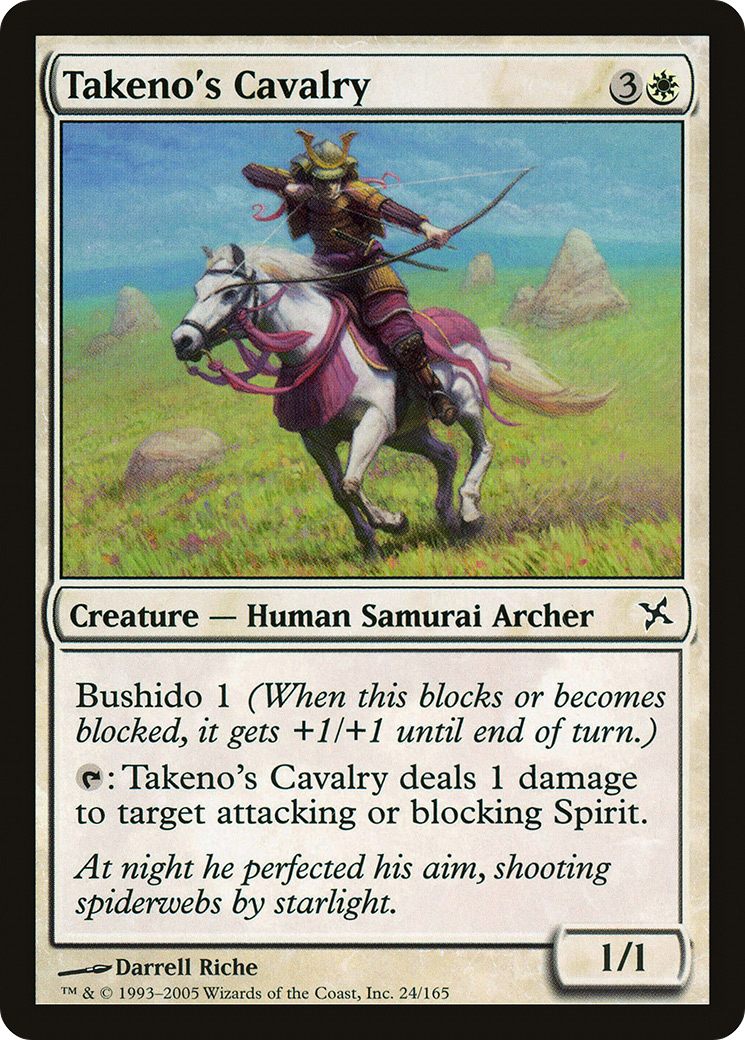 Takeno's Cavalry 3
Creature — Human Samurai Archer
Bushido 1 (When this blocks or becomes
blocked, it gets +1/+1 until end of turn.)
: Takeno's Cavalry deals 1 damage
to target attacking or blocking Spirit.
At night he perfected his aim, shooting
spiderwebs by starlight.
1/1
Darrell Riche
™ & © 1993–2005 Wizards of the Coast, Inc. 24/165